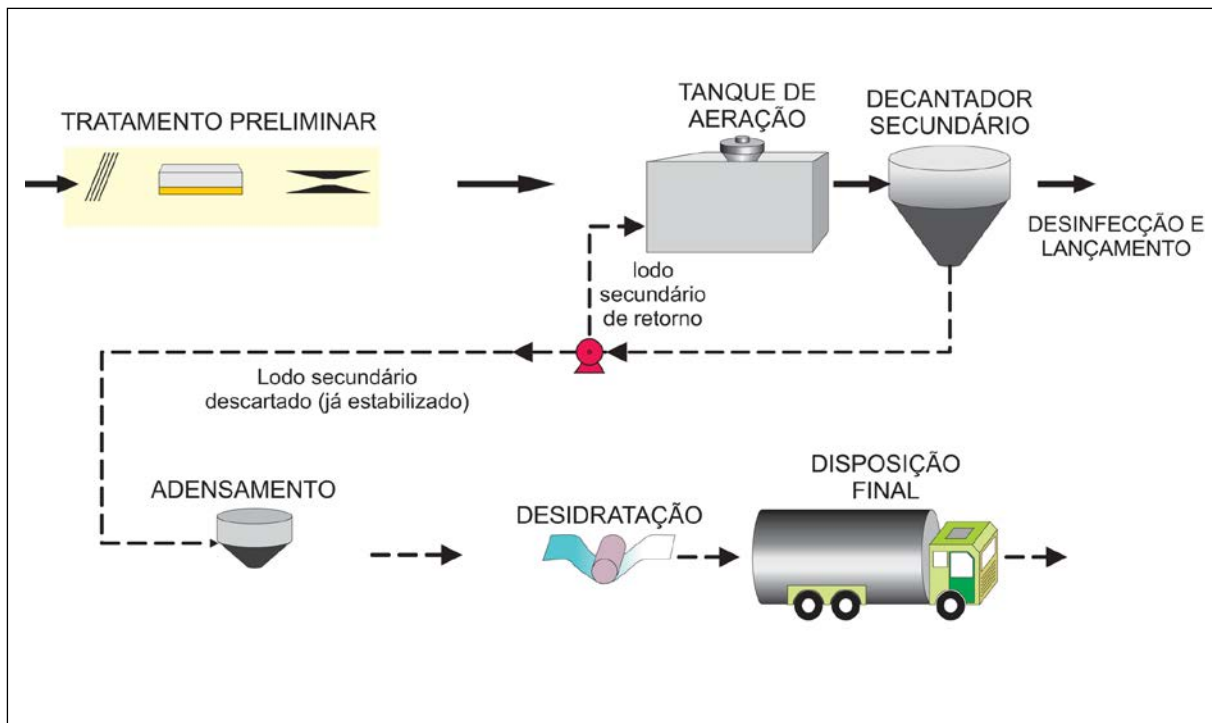 TRATAMENTO PRELIMINAR
TANQUE DE
AERAÇÃO
DECANTADOR
SECUNDÁRIO
DESINFECÇÃO E
LANÇAMENTO
lodo
secundário
de retorno
Lodo secundário
descartado (já estabilizado)
ADENSAMENTO
DESIDRATAÇÃO
DISPOSIÇÃO
FINAL